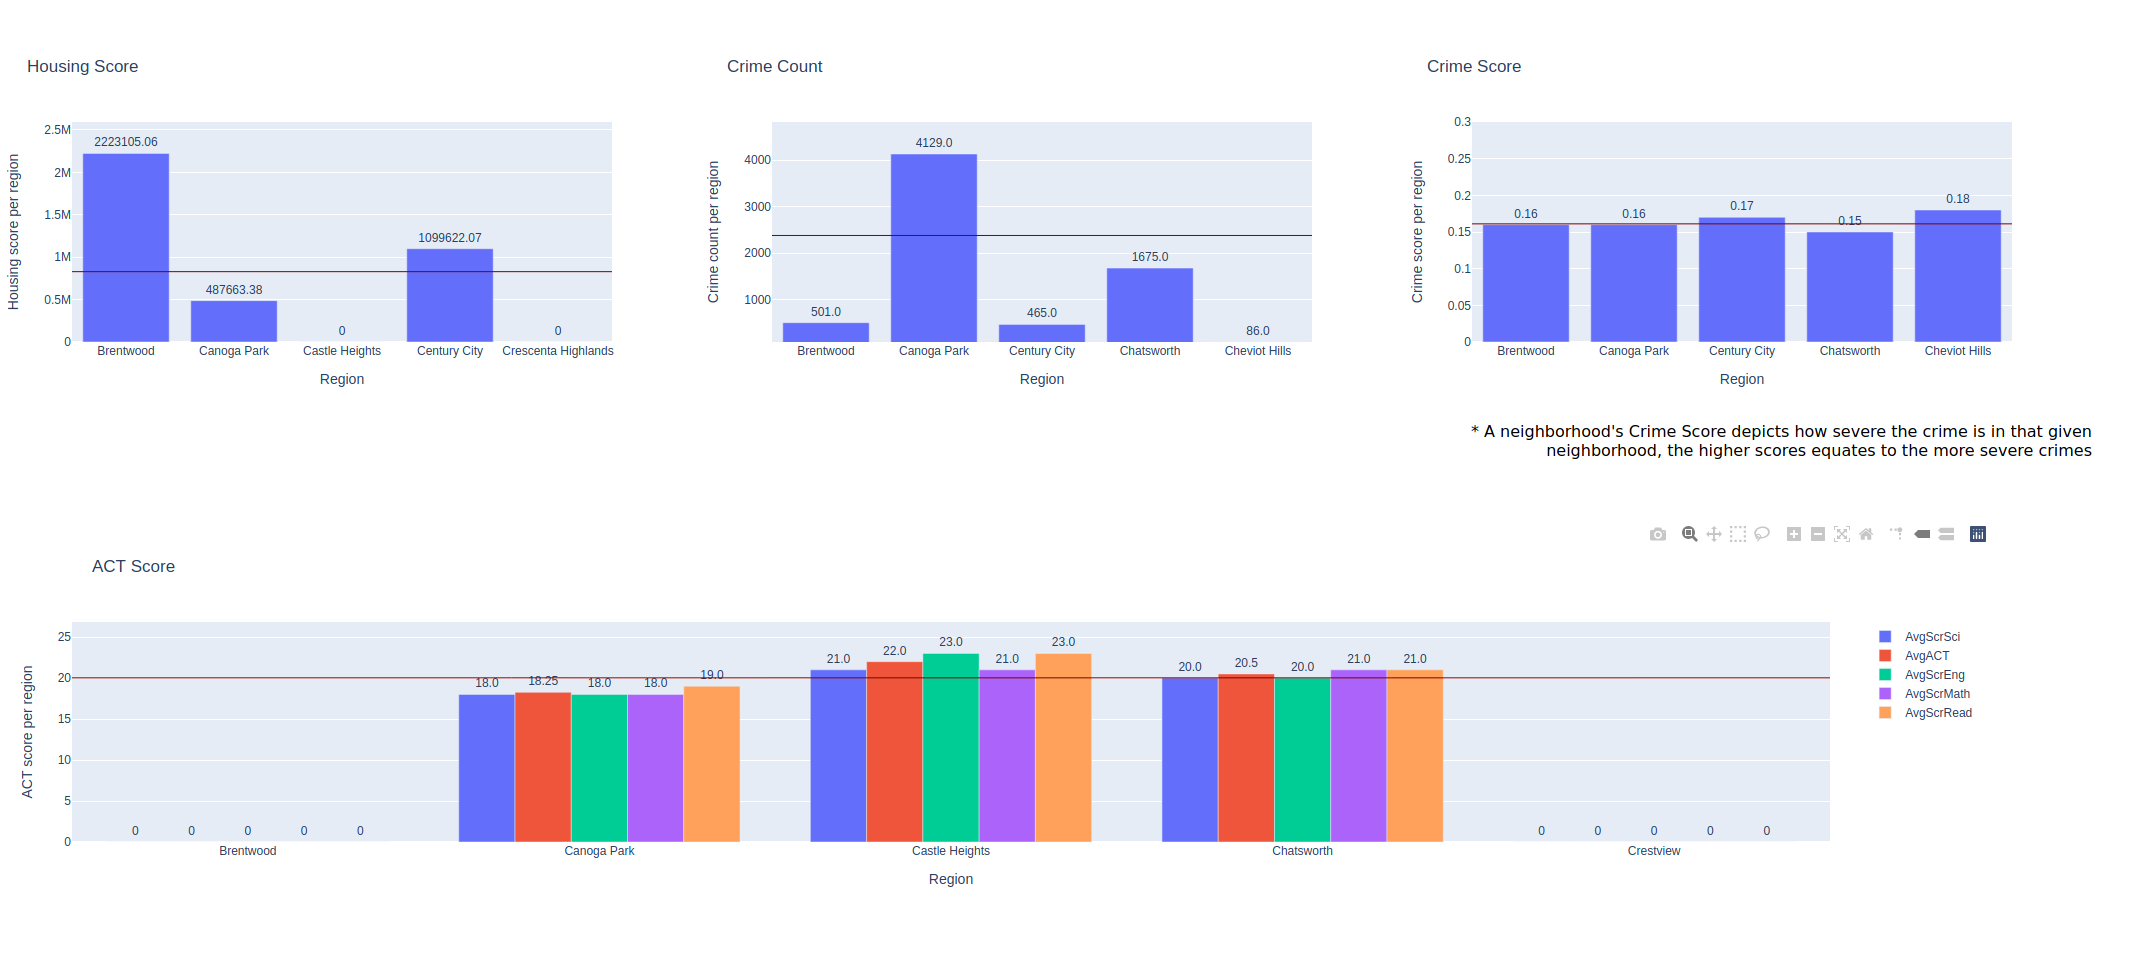 Housing Score
2.5M
2M
1.5M
1M
0.5M
0
Housing score per region
2223105.06
487663.38
0
1099622.07
0
Brentwood
Canoga Park
Castle Heights
Century City
Crescenta Highlands
Region
Crime Count
4000
3000
2000
1000
Crime count per region
501.0
4129.0
465.0
1675.0
86.0
Brentwood
Canoga Park
Century City
Chatsworth
Cheviot Hills
Region
Crime Score
0.3
0.25
0.2
0.15
0.1
0.05
0
Crime score per region
0.16
0.16
0.17
0.15
0.18
Brentwood
Canoga Park
Century City
Chatsworth
Cheviot Hills
Region
* A neighborhood's Crime Score depicts how severe the crime is in that given
neighborhood, the higher scores equates to the more severe crimes
ACT Score
25
20
15
10
5
0
ACT score per region
0 0 0 0 0
18.0 18.25 18.0 18.0 19.0
21.0 22.0 23.0 21.0 23.0
20.0 20.5 20.0 21.0 21.0
0 0 0 0 0
Brentwood
Canoga Park
Castle Heights
Chatsworth
Crestview
Region
AvgScrSci
AvgACT
AvgScrEng
AvgScrMath
AvgScrRead